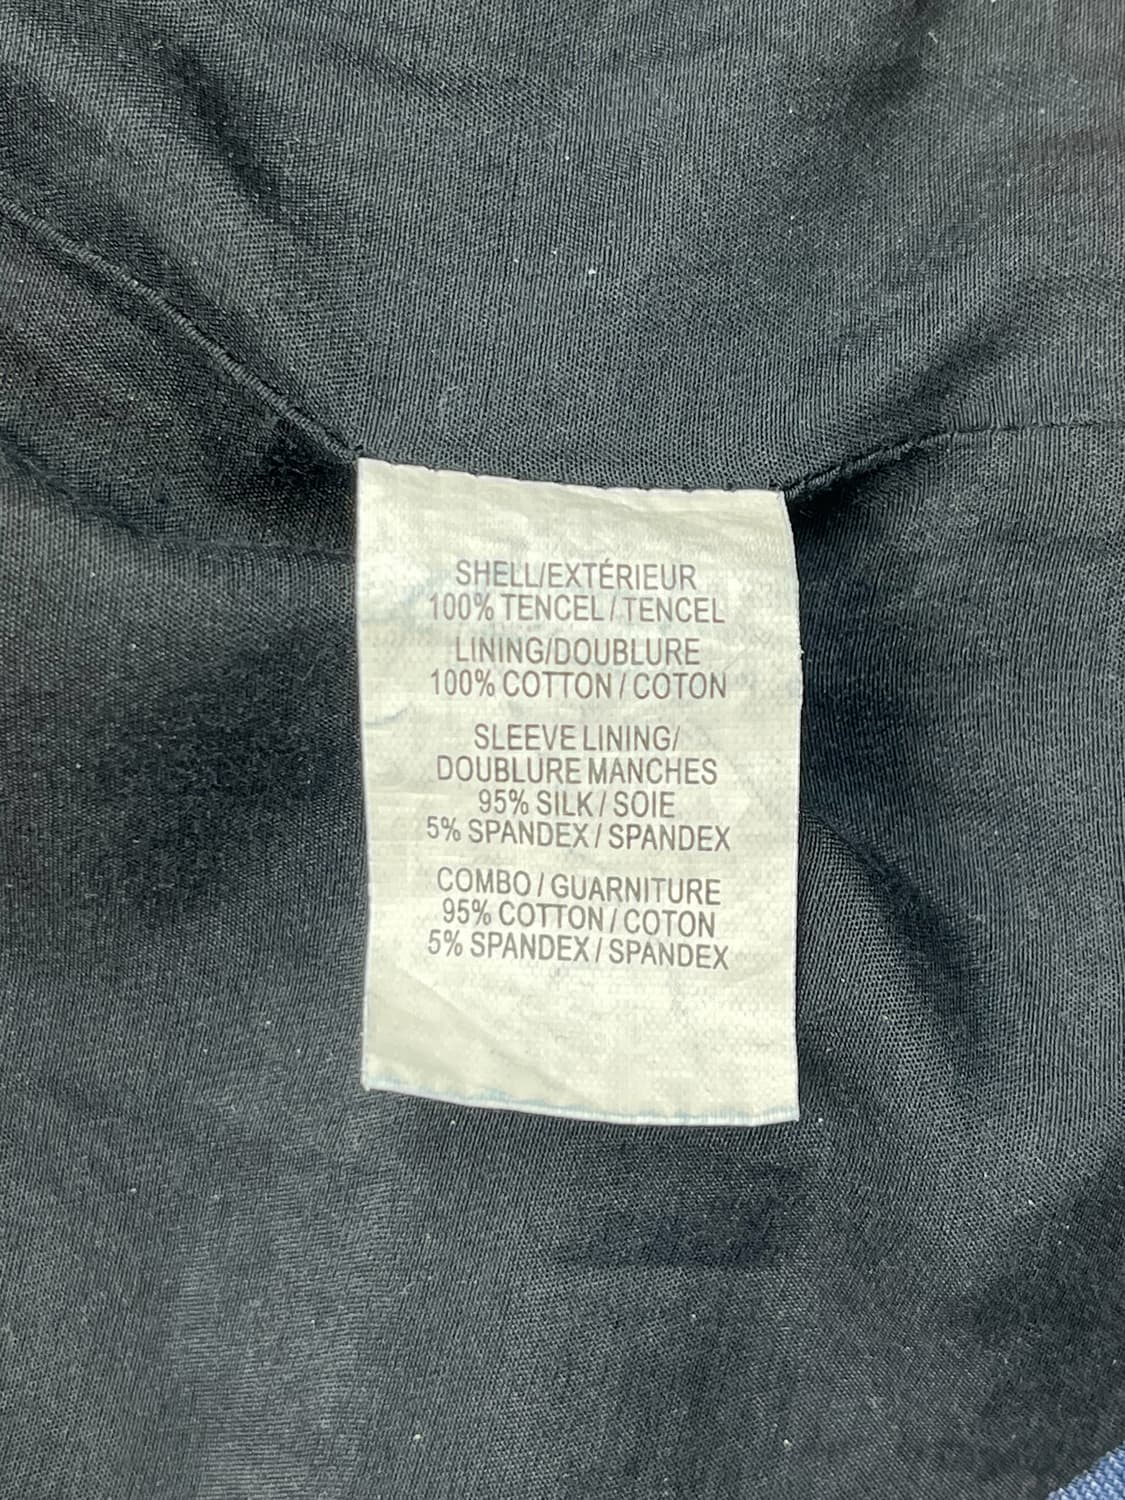 SHELL/EXTÉRIEUR
100% TENCEL / TENCEL
LINING/DOUBLURE
100% COTTON / COTON
SLEEVE LINING/
DOUBLURE MANCHES
95% SILK / SOIE
5% SPANDEX / SPANDEX
COMBO / GUARNITURE
95% COTTON / COTON
5% SPANDEX / SPANDEX